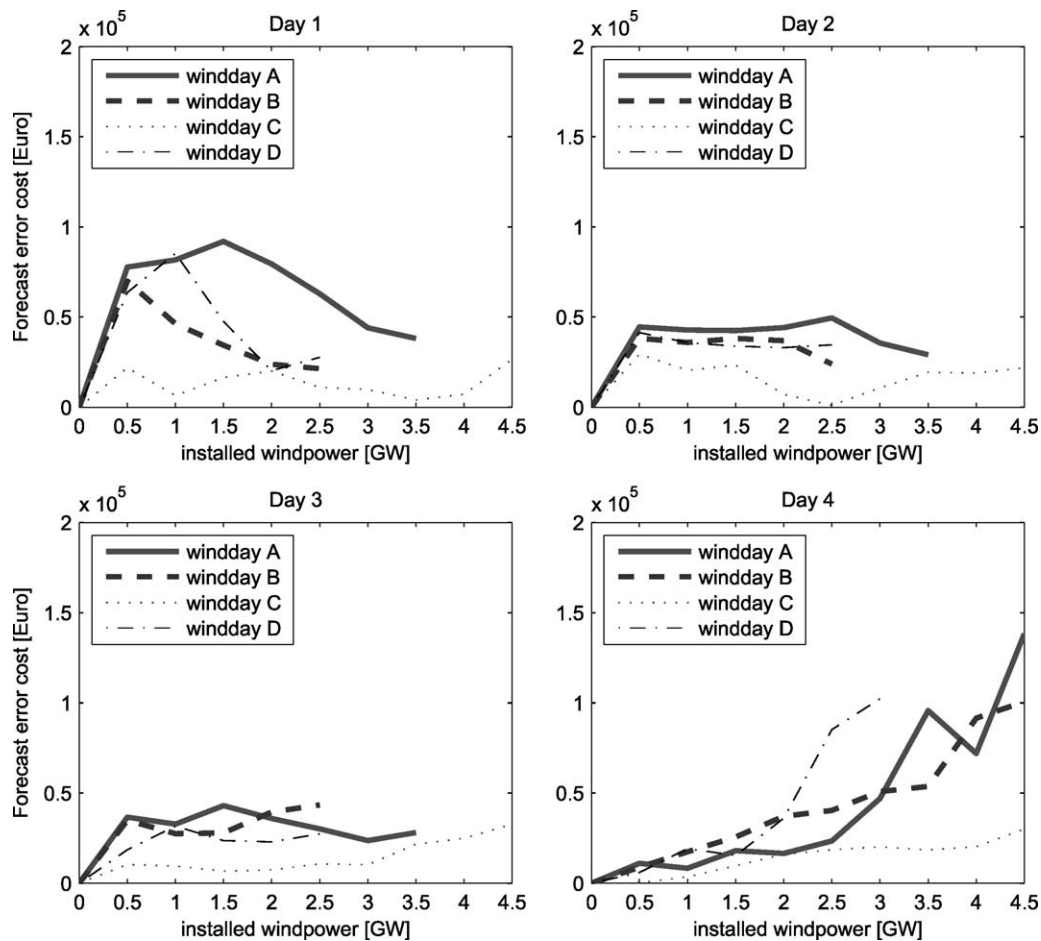 Day 1
x 10^5
2
1.5
1
0.5
0
Forecast error cost [Euro]
windday A
windday B
windday C
windday D
0 0.5 1 1.5 2 2.5 3 3.5 4 4.5
installed windpower [GW]
Day 2
x 10^5
2
1.5
1
0.5
0
windday A
windday B
windday C
windday D
0 0.5 1 1.5 2 2.5 3 3.5 4 4.5
installed windpower [GW]
Day 3
x 10^5
2
1.5
1
0.5
0
Forecast error cost [Euro]
windday A
windday B
windday C
windday D
0 0.5 1 1.5 2 2.5 3 3.5 4 4.5
installed windpower [GW]
Day 4
x 10^5
2
1.5
1
0.5
0
windday A
windday B
windday C
windday D
0 0.5 1 1.5 2 2.5 3 3.5 4 4.5
installed windpower [GW]